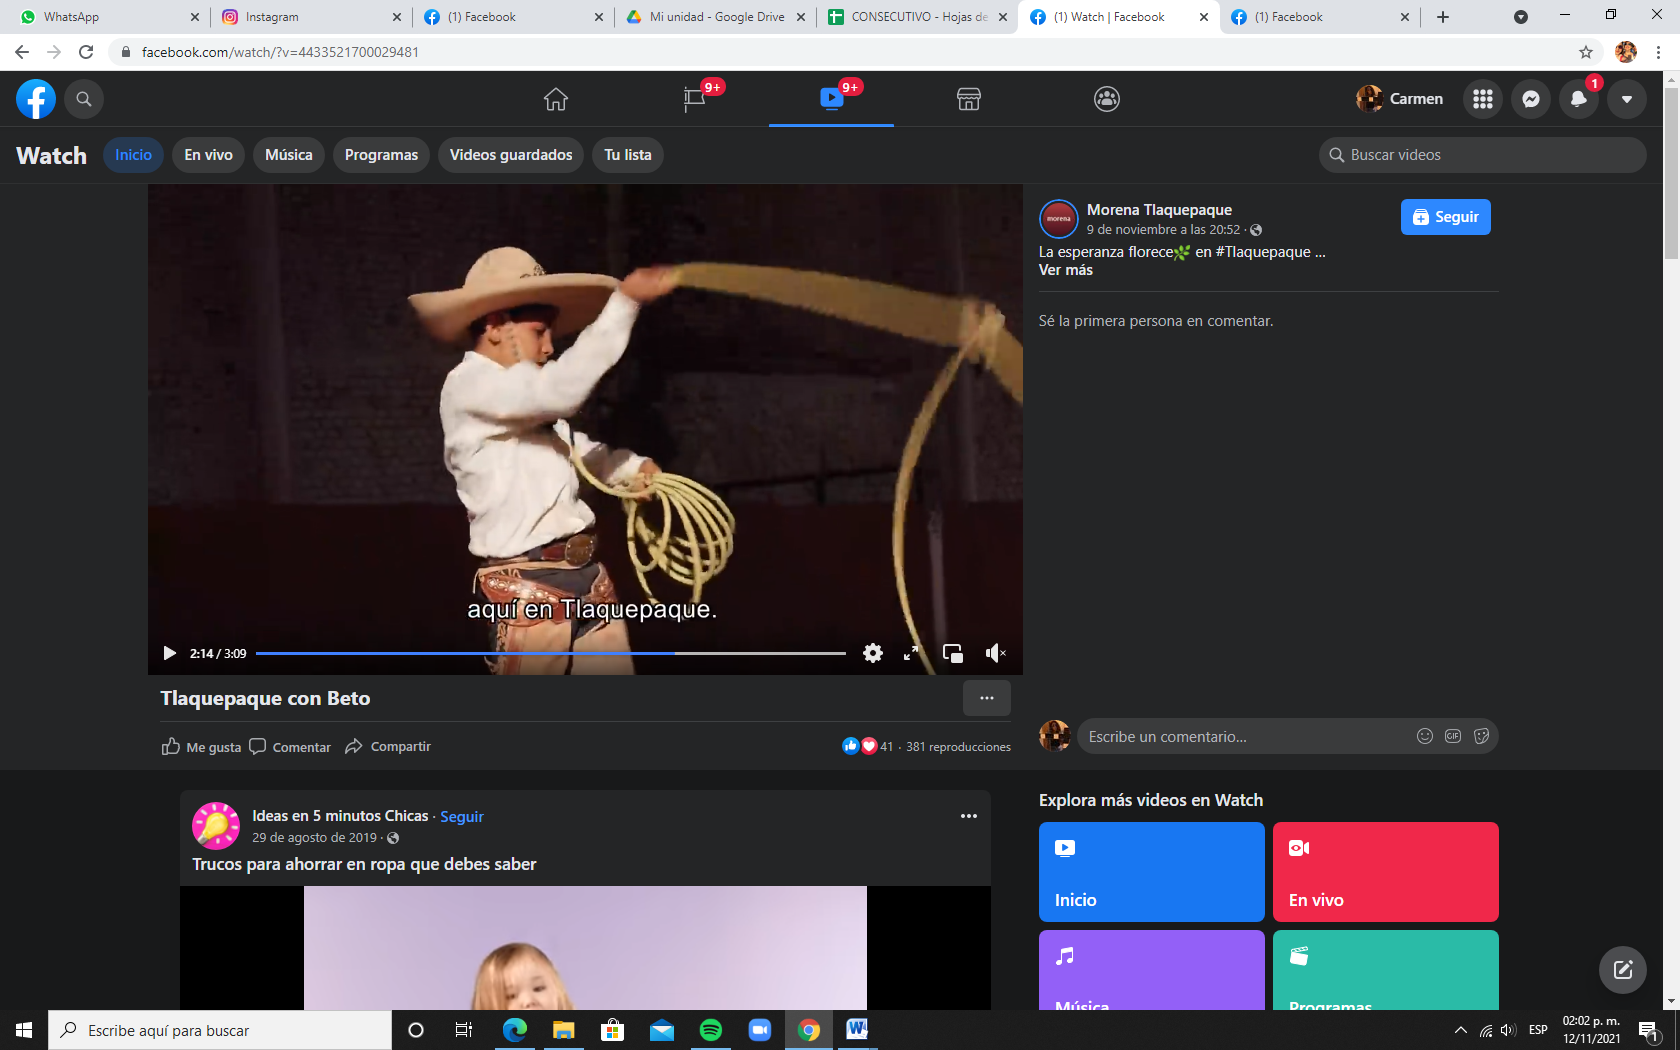 WhatsApp
Instagram
(1) Facebook
Mi unidad - Google Drive
CONSECUTIVO - Hojas de
(1) Watch | Facebook
(1) Facebook
facebook.com/watch/?v=4433521700029481
9+
9+
Carmen
1
Watch
Inicio
En vivo
Música
Programas
Videos guardados
Tu lista
Buscar videos
morena
Morena Tlaquepaque
9 de noviembre a las 20:52 ·
Seguir
La esperanza florece🌿 en #Tlaquepaque ...
Ver más
Sé la primera persona en comentar.
aquí en Tlaquepaque.
2:14 / 3:09
Tlaquepaque con Beto
Me gusta
Comentar
Compartir
41 · 381 reproducciones
Escribe un comentario...
GIF
Ideas en 5 minutos Chicas · Seguir
29 de agosto de 2019 ·
Trucos para ahorrar en ropa que debes saber
Explora más videos en Watch
Inicio
En vivo
Música
Programas
Escribe aquí para buscar
ESP
02:02 p. m.
12/11/2021
1